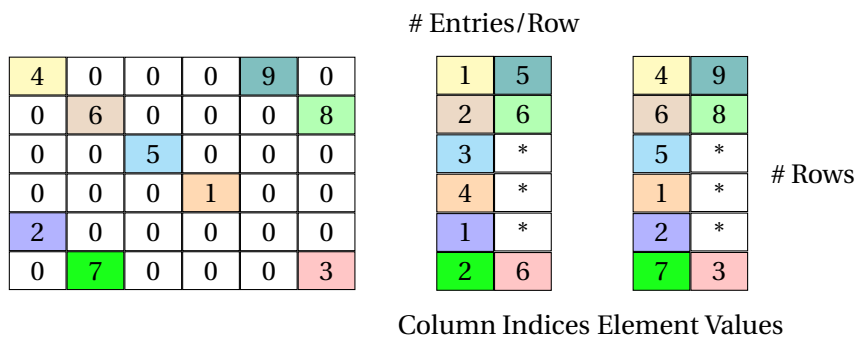 # Entries/Row
4 0 0 0 9 0 1 5 4 9
0 6 0 0 0 8 2 6 6 8
0 0 5 0 0 0 3 * 5 *
0 0 0 1 0 0 4 * 1 *
# Rows
2 0 0 0 0 0 1 * 2 *
0 7 0 0 0 3 2 6 7 3
Column Indices Element Values